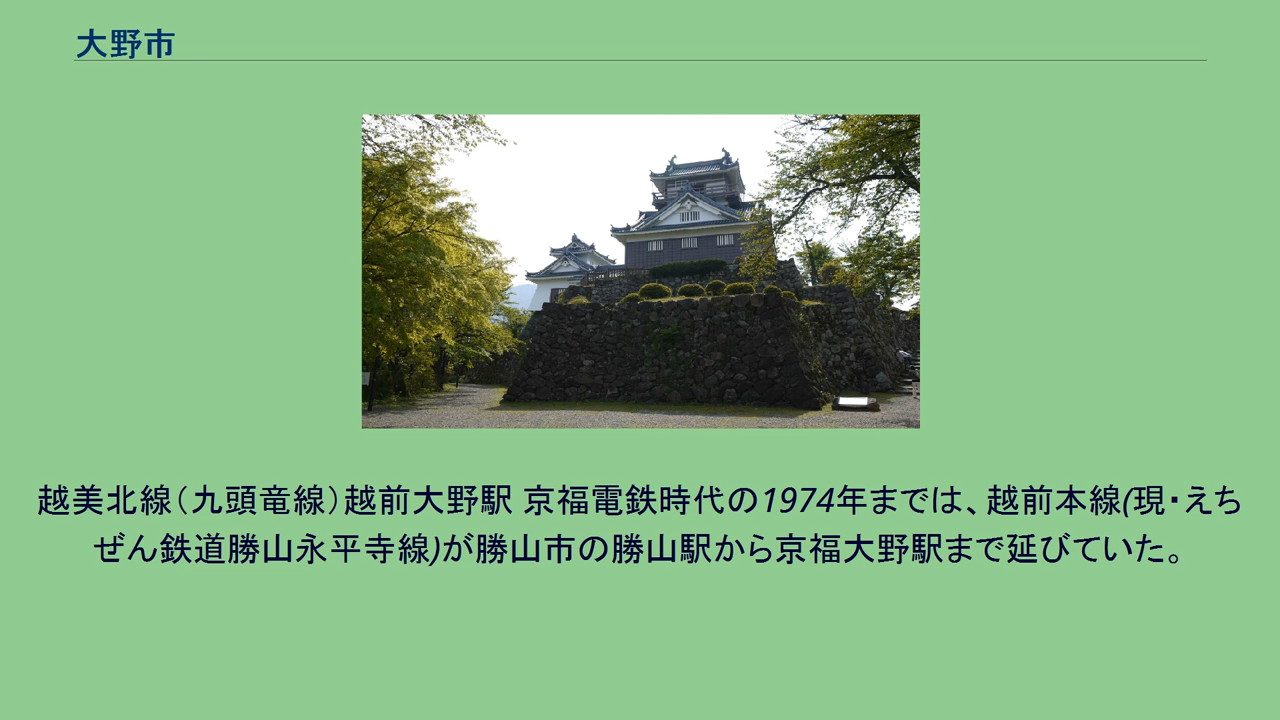 大野市
越美北線（九頭竜線）越前大野駅 京福電鉄時代の1974年までは、越前本線(現・えち
ぜん鉄道勝山永平寺線)が勝山市の勝山駅から京福大野駅まで延びていた。